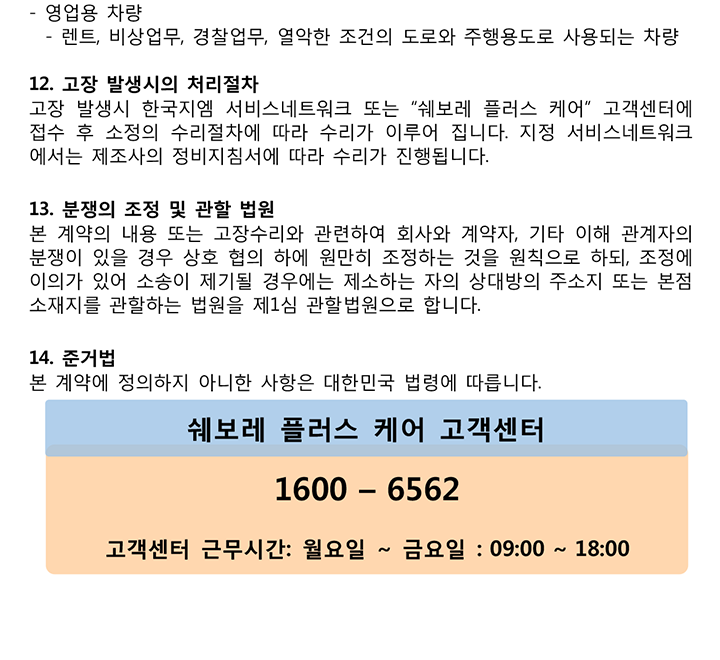 - 영업용 차량
- 렌트, 비상업무, 경찰업무, 열악한 조건의 도로와 주행용도로 사용되는 차량
12. 고장 발생시의 처리절차
고장 발생시 한국지엠 서비스네트워크 또는 “쉐보레 플러스 케어” 고객센터에
접수 후 소정의 수리절차에 따라 수리가 이루어 집니다. 지정 서비스네트워크
에서는 제조사의 정비지침서에 따라 수리가 진행됩니다.
13. 분쟁의 조정 및 관할 법원
본 계약의 내용 또는 고장수리와 관련하여 회사와 계약자, 기타 이해 관계자의
분쟁이 있을 경우 상호 협의 하에 원만히 조정하는 것을 원칙으로 하되, 조정에
이의가 있어 소송이 제기될 경우에는 제소하는 자의 상대방의 주소지 또는 본점
소재지를 관할하는 법원을 제1심 관할법원으로 합니다.
14. 준거법
본 계약에 정의하지 아니한 사항은 대한민국 법령에 따릅니다.
쉐보레 플러스 케어 고객센터
1600 – 6562
고객센터 근무시간: 월요일 ~ 금요일 : 09:00 ~ 18:00